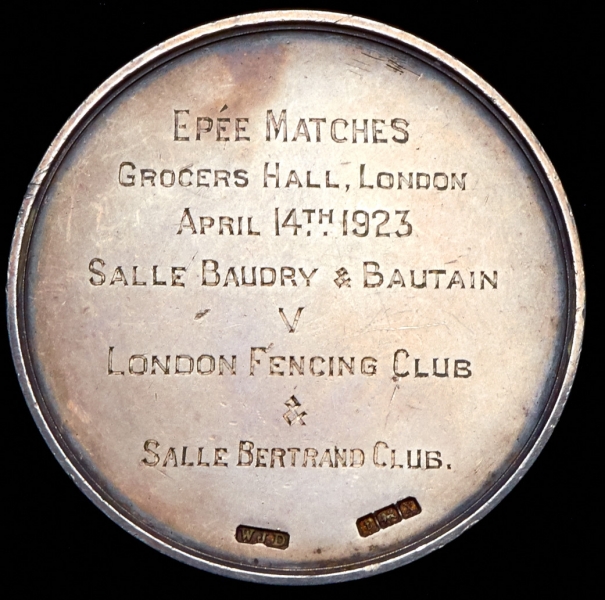 EPÉE MATCHES
GROCERS HALL, LONDON
APRIL 14TH 1923
SALLE BAUDRY & BAUTAIN
V
LONDON FENCING CLUB
&
SALLE BERTRAND CLUB.